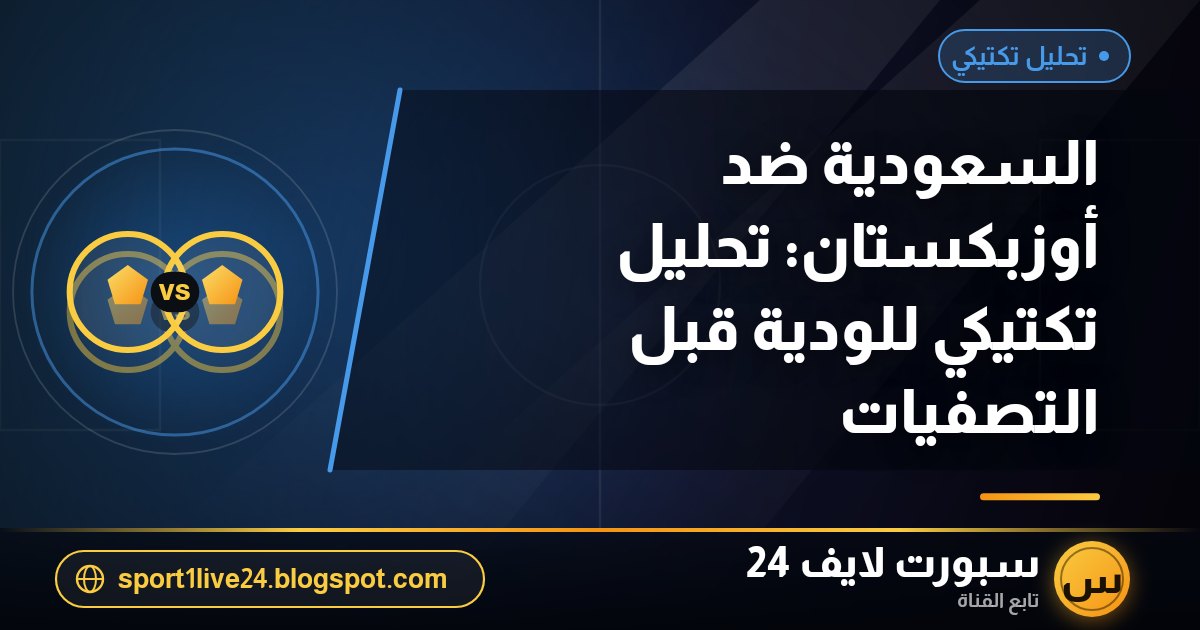 تحليل تكتيكي
السعودية ضد
أوزبكستان: تحليل
تكتيكي للودية قبل
التصفيات
VS
سبورت لايف 24
تابع القناة
س
sport1live24.blogspot.com